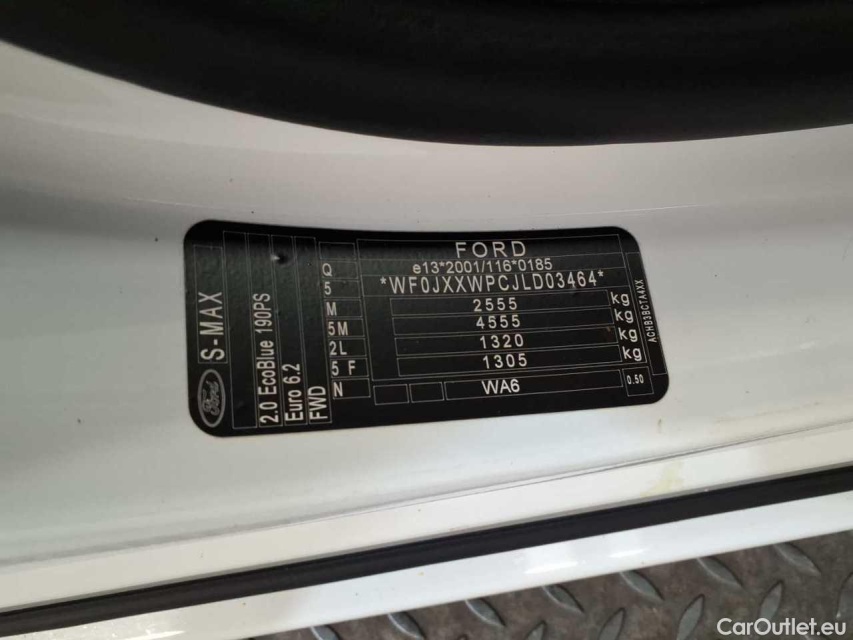 FORD
e13*2001/116*0185
*WF0JXXWPCJLD03464*
2555 kg
4555 kg
1320 kg
1305 kg
WA6
0.50
Q
5
M
5M
2L
5 F
N
Ford
S-MAX
2.0 EcoBlue 190PS
Euro 6.2
FWD
ACHB3BCTA4XX
CarOutlet.eu